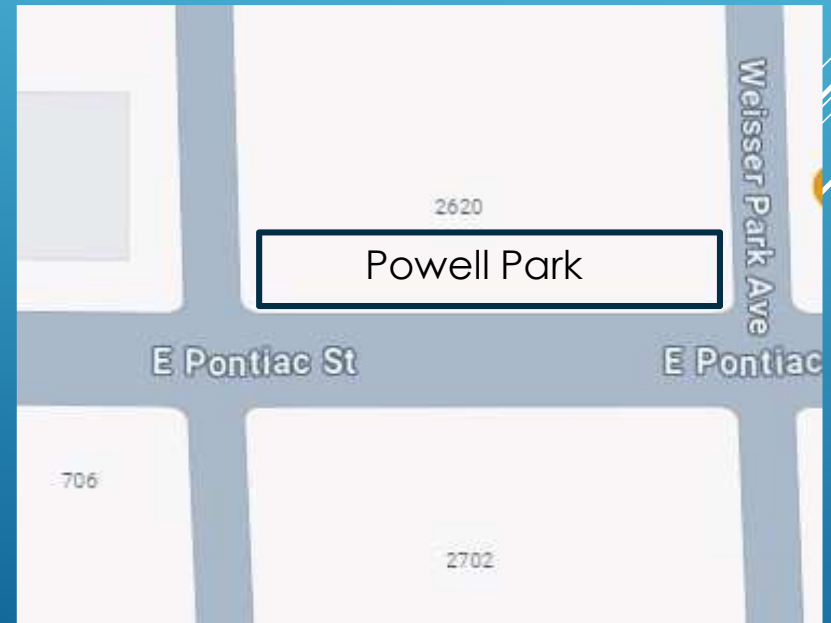 Weisser Park Ave
2620
Powell Park
E Pontiac St
E Pontiac
706
2702